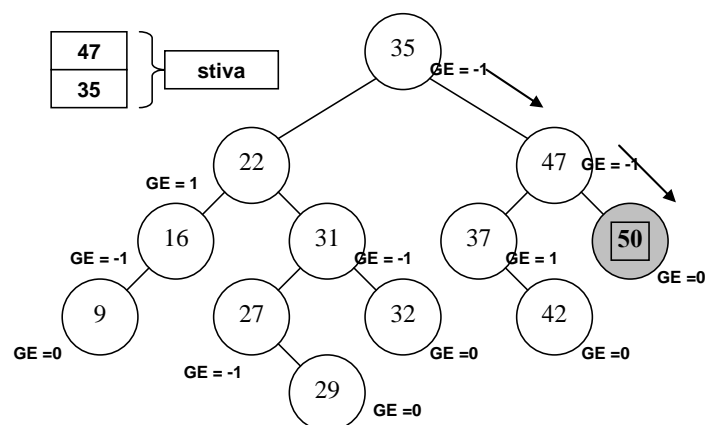 35
47
35
stiva
GE = -1
22
47
GE = -1
GE = 1
16
31
37
50
GE = -1
GE = -1
GE = 1
GE =0
9
27
32
42
GE =0
GE =0
GE =0
GE = -1
29
GE =0